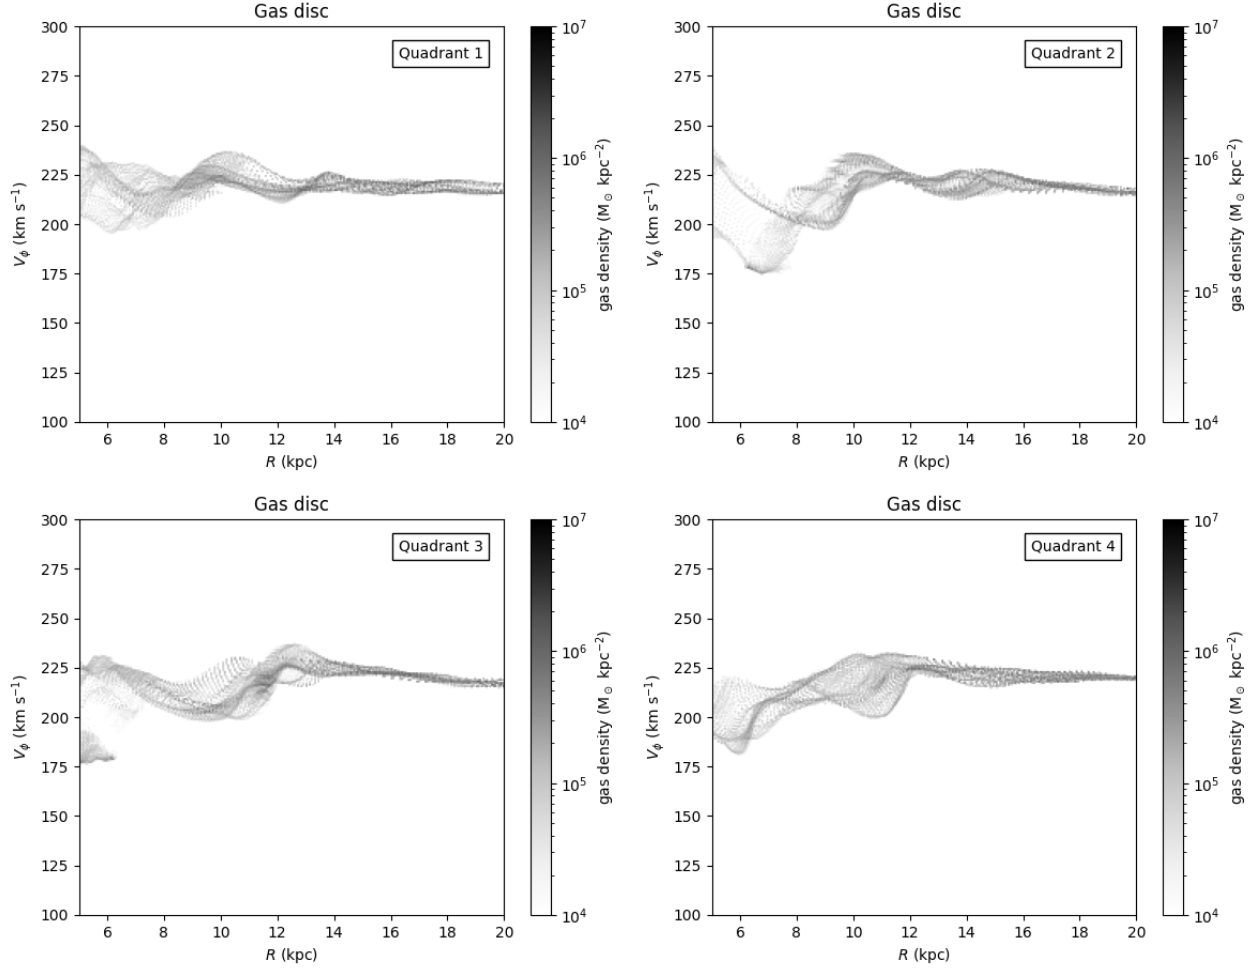 Gas disc
Quadrant 1
300
275
250
225
200
175
150
125
100
6 8 10 12 14 16 18 20
R (kpc)
Vϕ (km s⁻¹)
10⁷
10⁶
10⁵
10⁴
gas density (M⊙ kpc⁻²)
Gas disc
Quadrant 2
300
275
250
225
200
175
150
125
100
6 8 10 12 14 16 18 20
R (kpc)
Vϕ (km s⁻¹)
10⁷
10⁶
10⁵
10⁴
gas density (M⊙ kpc⁻²)
Gas disc
Quadrant 3
300
275
250
225
200
175
150
125
100
6 8 10 12 14 16 18 20
R (kpc)
Vϕ (km s⁻¹)
10⁷
10⁶
10⁵
10⁴
gas density (M⊙ kpc⁻²)
Gas disc
Quadrant 4
300
275
250
225
200
175
150
125
100
6 8 10 12 14 16 18 20
R (kpc)
Vϕ (km s⁻¹)
10⁷
10⁶
10⁵
10⁴
gas density (M⊙ kpc⁻²)